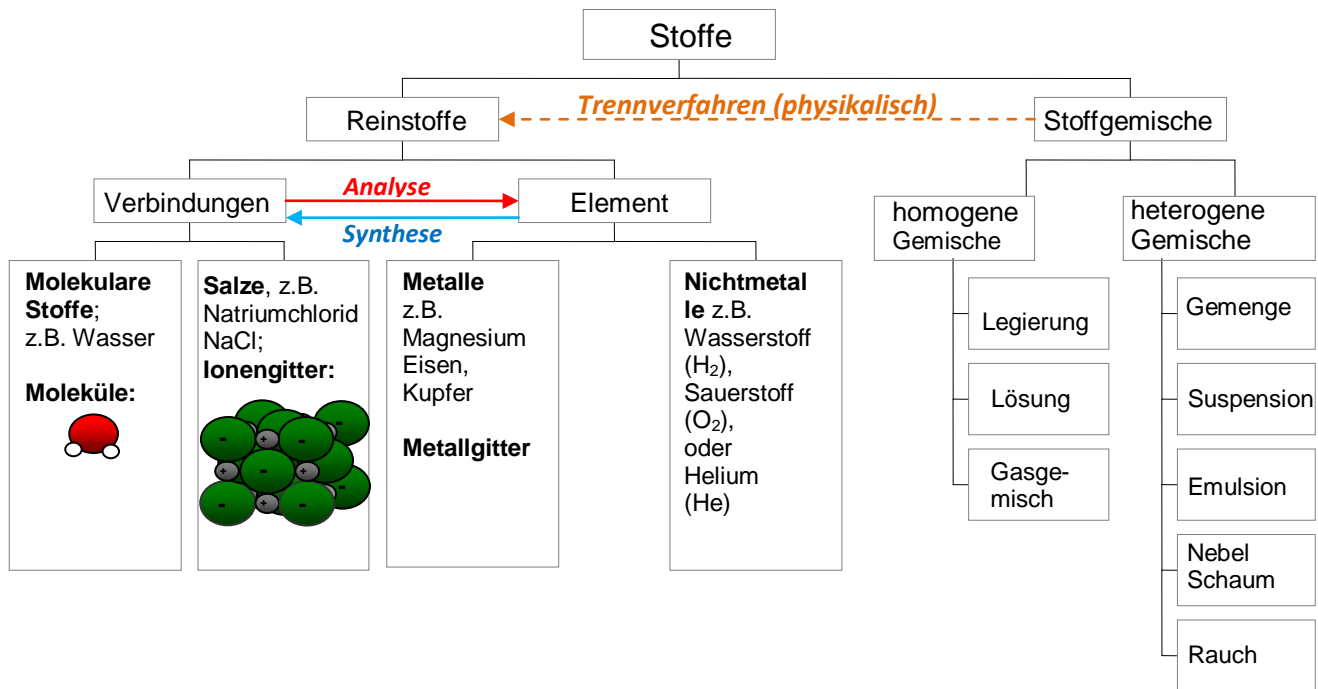 Stoffe
Trennverfahren (physikalisch)
Reinstoffe
Stoffgemische
Verbindungen
Analyse
Synthese
Element
homogene
Gemische
heterogene
Gemische
Molekulare
Stoffe;
z.B. Wasser
Moleküle:
Salze, z.B.
Natriumchlorid
NaCl;
Ionengitter:
- - -
+ +
- - -
+ +
- - -
Metalle
z.B.
Magnesium
Eisen,
Kupfer
Metallgitter
Nichtmetal
le z.B.
Wasserstoff
(H₂),
Sauerstoff
(O₂),
oder
Helium
(He)
Legierung
Lösung
Gasge-
misch
Gemenge
Suspension
Emulsion
Nebel
Schaum
Rauch